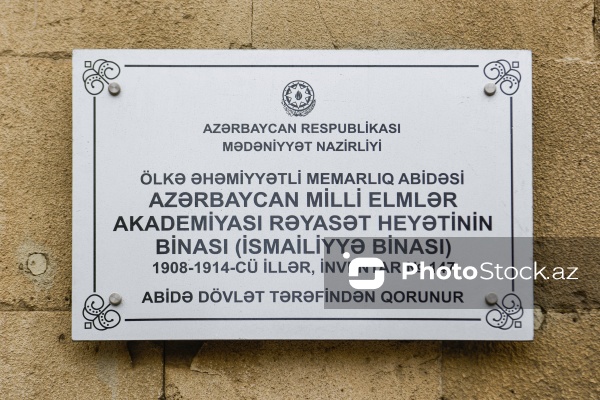 AZƏRBAYCAN RESPUBLİKASI
MƏDƏNİYYƏT NAZİRLİYİ
ÖLKƏ ƏHƏMİYYƏTLİ MEMARLIQ ABİDƏSİ
AZƏRBAYCAN MİLLİ ELMLƏR
AKADEMİYASI RƏYASƏT HEYƏTİNİN
BİNASI (İSMAİLİYYƏ BİNASI)
1908-1914-CÜ İLLƏR, İNVENTAR
PhotoStock.az
ABİDƏ DÖVLƏT TƏRƏFİNDƏN QORUNUR